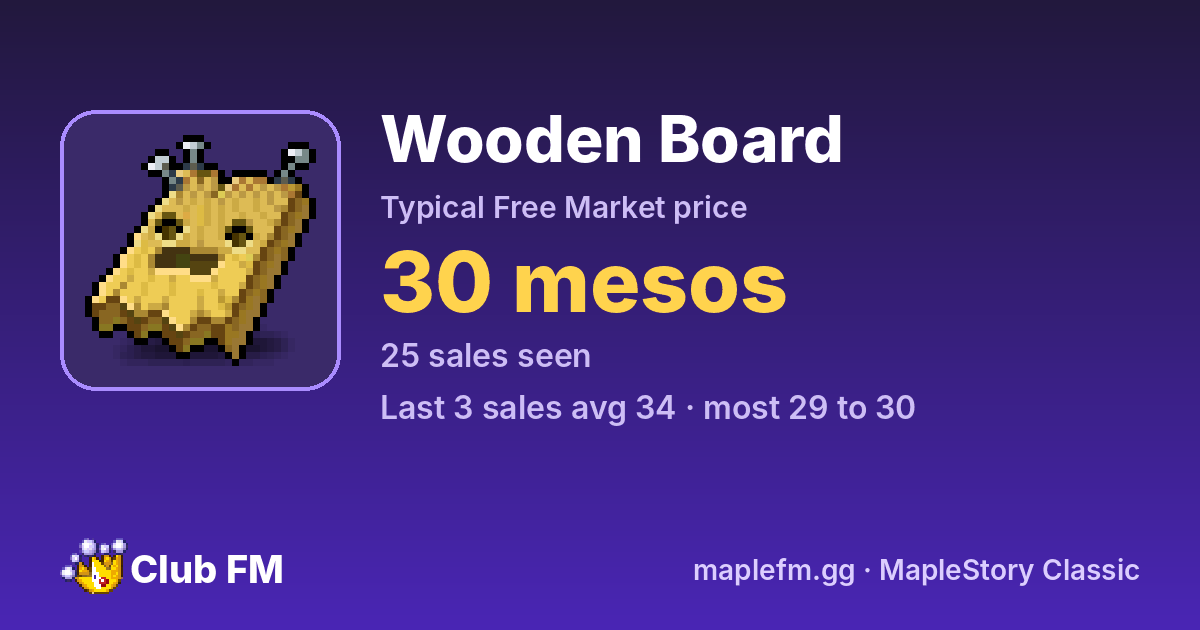 Wooden Board
Typical Free Market price
30 mesos
25 sales seen
Last 3 sales avg 34 · most 29 to 30
Club FM
maplefm.gg · MapleStory Classic